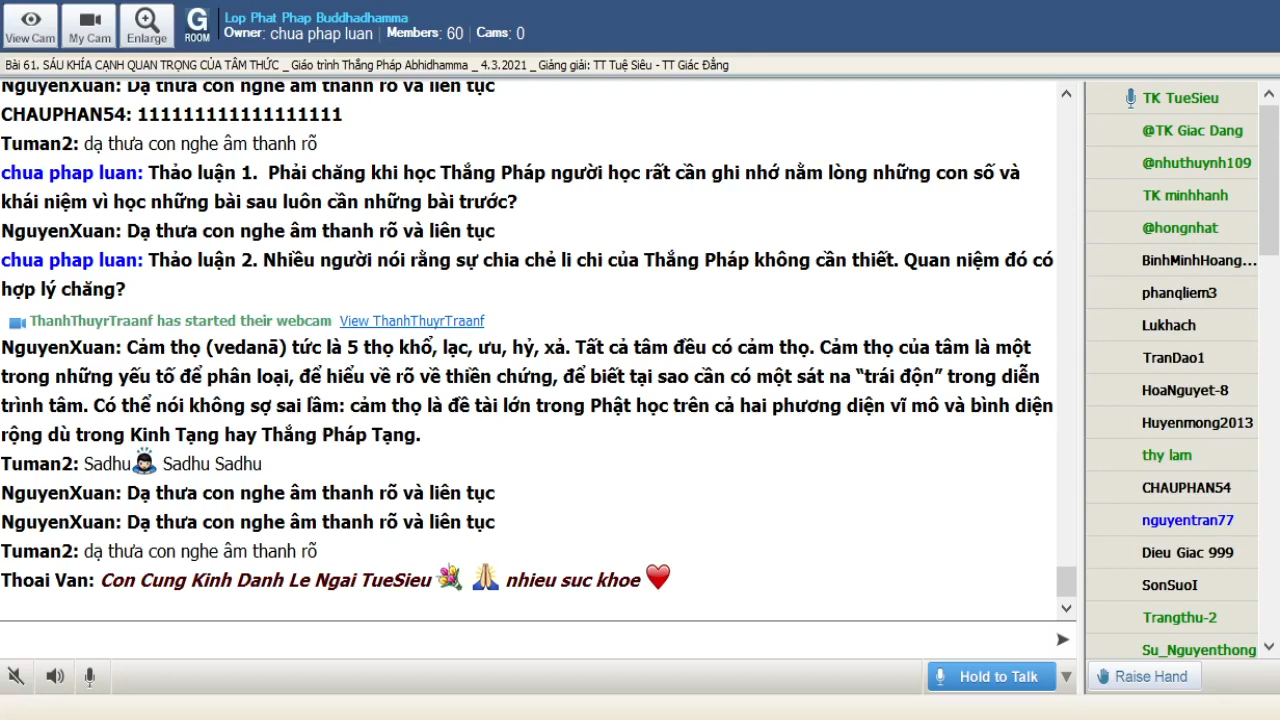 View Cam
My Cam
Enlarge
G
ROOM
Lop Phat Phap Buddhadhamma
Owner: chua phap luan | Members: 60 | Cams: 0
Bài 61. SÁU KHÍA CẠNH QUAN TRỌNG CỦA TÂM THỨC _ Giáo trình Thắng Pháp Abhidhamma _ 4.3.2021 _ Giảng giải: TT Tuệ Siêu - TT Giác Đẳng
NguyenXuan: Dạ thưa con nghe âm thanh rõ và liên tục
CHAUPHAN54: 111111111111111111
Tuman2: dạ thưa con nghe âm thanh rõ
chua phap luan: Thảo luận 1. Phải chăng khi học Thắng Pháp người học rất cần ghi nhớ nằm lòng những con số và
khái niệm vì học những bài sau luôn cần những bài trước?
NguyenXuan: Dạ thưa con nghe âm thanh rõ và liên tục
chua phap luan: Thảo luận 2. Nhiều người nói rằng sự chia chẻ li chi của Thắng Pháp không cần thiết. Quan niệm đó có
hợp lý chăng?
ThanhThuyrTraanf has started their webcam View ThanhThuyrTraanf
NguyenXuan: Cảm thọ (vedanā) tức là 5 thọ khổ, lạc, ưu, hỷ, xả. Tất cả tâm đều có cảm thọ. Cảm thọ của tâm là một
trong những yếu tố để phân loại, để hiểu về rõ về thiền chứng, để biết tại sao cần có một sát na “trái độn” trong diễn
trình tâm. Có thể nói không sợ sai lầm: cảm thọ là đề tài lớn trong Phật học trên cả hai phương diện vĩ mô và bình diện
rộng dù trong Kinh Tạng hay Thắng Pháp Tạng.
Tuman2: Sadhu Sadhu Sadhu
NguyenXuan: Dạ thưa con nghe âm thanh rõ và liên tục
NguyenXuan: Dạ thưa con nghe âm thanh rõ và liên tục
Tuman2: dạ thưa con nghe âm thanh rõ
Thoai Van: Con Cung Kinh Danh Le Ngai TueSieu nhieu suc khoe
TK TueSieu
@TK Giac Dang
@nhuthuynh109
TK minhhanh
@hongnhat
BinhMinhHoang...
phanqliem3
Lukhach
TranDao1
HoaNguyet-8
Huyenmong2013
thy lam
CHAUPHAN54
nguyentran77
Dieu Giac 999
SonSuoI
Trangthu-2
Su_Nguyenthong
Hold to Talk
Raise Hand